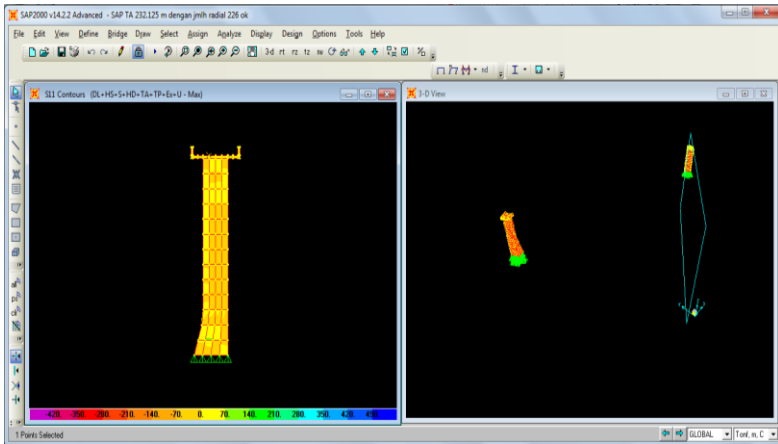 SAP2000 v14.2.2 Advanced - SAP TA 232.125 m dengan jmlh radial 226 ok
File Edit View Define Bridge Draw Select Assign Analyze Display Design Options Tools Help
3-d
nd
S11 Contours (DL+HS+S+HD+TA+TP+Ex+U - Max)
3-D View
-420. -350. -280. -210. -140. -70. 0. 70. 140. 210. 280. 350. 420. 490.
1 Points Selected
GLOBAL
Tonf, m, C